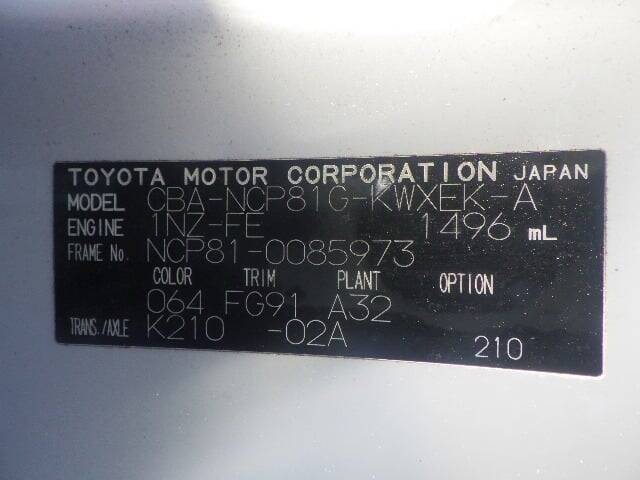 TOYOTA MOTOR CORPORATION JAPAN
MODEL CBA-NCP81G-KWXEK-A
ENGINE 1NZ-FE 1496 mL
FRAME No. NCP81-0085973
COLOR TRIM PLANT OPTION
064 FG91 A32
TRANS./AXLE K210 -02A
210